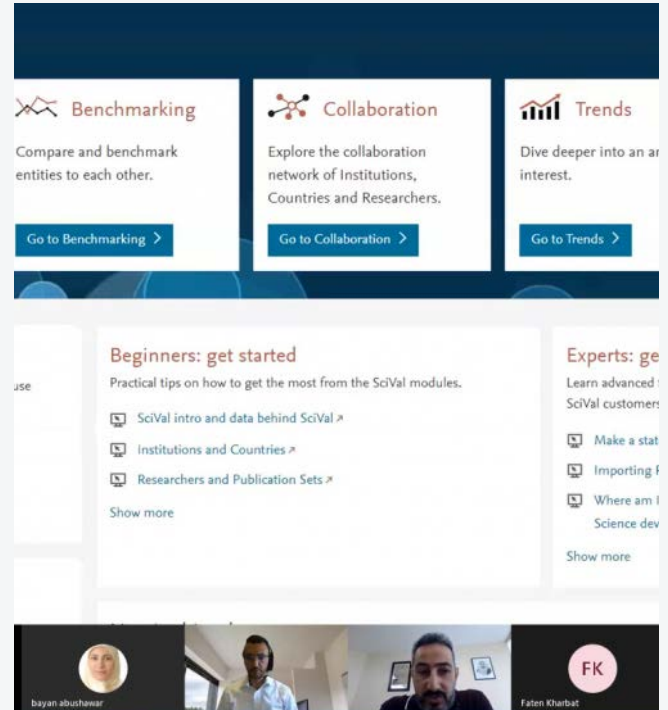 Benchmarking
Compare and benchmark
entities to each other.
Go to Benchmarking
Collaboration
Explore the collaboration
network of Institutions,
Countries and Researchers.
Go to Collaboration
Trends
Dive deeper into an
interest.
Go to Trends
use
Beginners: get started
Practical tips on how to get the most from the SciVal modules.
SciVal intro and data behind SciVal
Institutions and Countries
Researchers and Publication Sets
Show more
Experts: ge
Learn advanced
SciVal customers
Make a stat
Importing
Where am I
Science dev
Show more
bayan abushawar
FK
Faten Kharbat